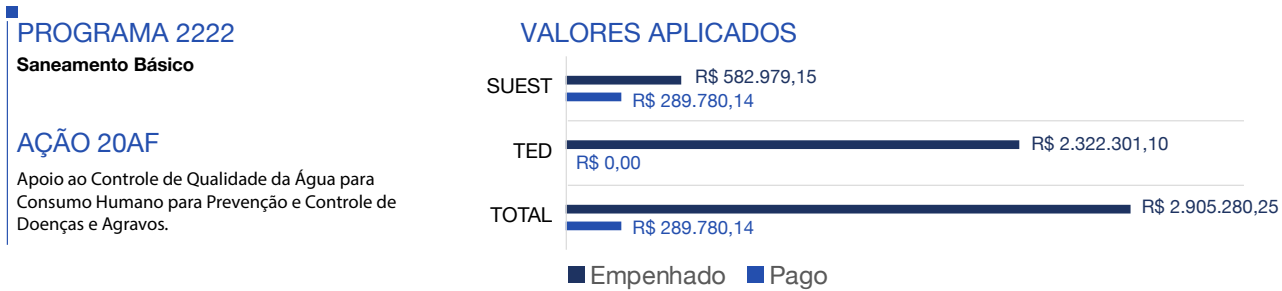 PROGRAMA 2222
Saneamento Básico
AÇÃO 20AF
Apoio ao Controle de Qualidade da Água para
Consumo Humano para Prevenção e Controle de
Doenças e Agravos.
VALORES APLICADOS
SUEST
R$ 582.979,15
R$ 289.780,14
TED
R$ 2.322.301,10
R$ 0,00
TOTAL
R$ 2.905.280,25
R$ 289.780,14
Empenhado Pago